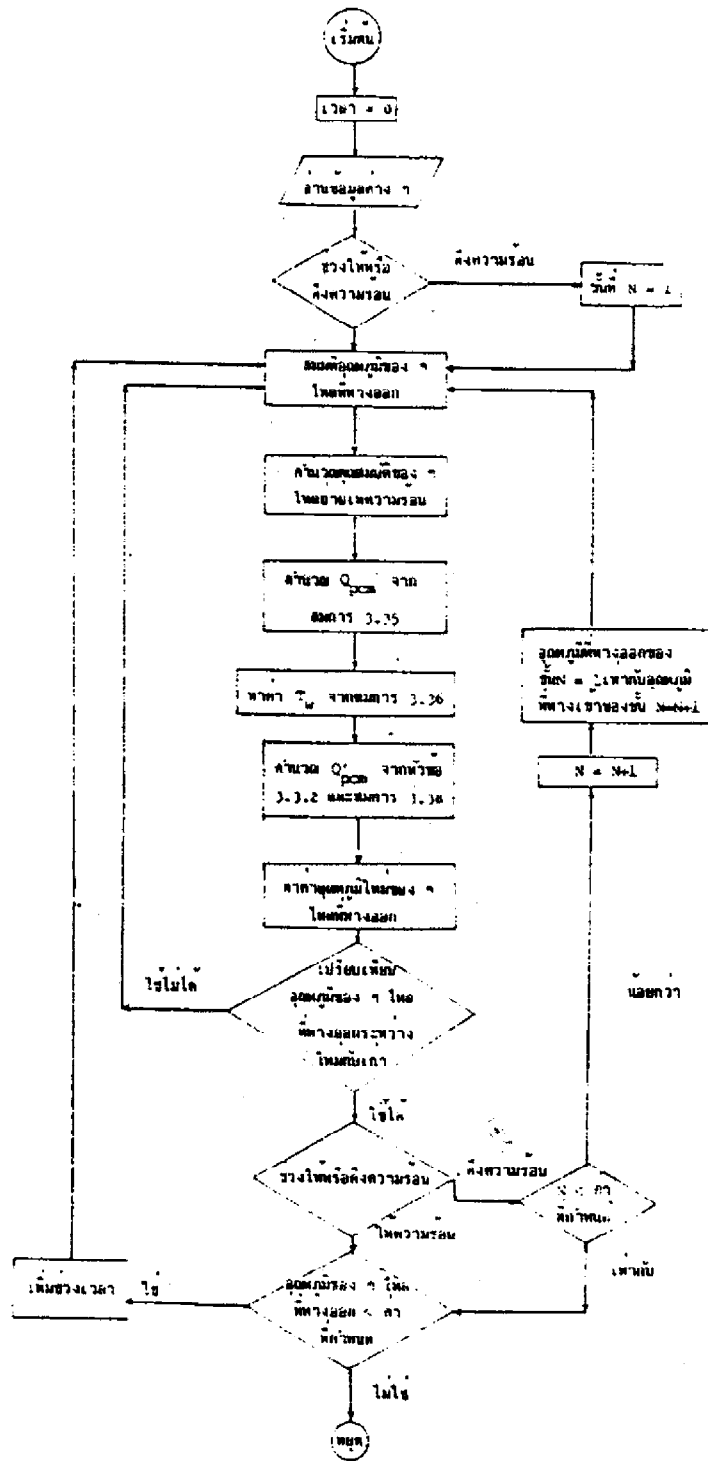 เริ่มต้น
เวลา = 0
อ่านข้อมูลต่าง ๆ
ช่วงให้หรือ
ดึงความร้อน
ดึงความร้อน
ชั้นที่ N = 1
สมมติอุณหภูมิของ ๆ
ไหลที่ทางออก
คำนวณคุณสมบัติของ ๆ
ไหลถ่ายเทความร้อน
คำนวณ Qpcm จาก
สมการ 3.35
หาค่า Tw จากสมการ 3.36
คำนวณ Q'pcm จากหัวข้อ
3.3.2 และสมการ 3.38
หาค่าอุณหภูมิใหม่ของ ๆ
ไหลที่ทางออก
เปรียบเทียบ
อุณหภูมิของ ๆ ไหล
ที่ทางออกระหว่าง
ใหม่กับเก่า
ใช้ไม่ได้
ใช้ได้
อุณหภูมิที่ทางออกของ
ชั้นN = 1เท่ากับอุณหภูมิ
ที่ทางเข้าของชั้น N=N+1
N = N+1
น้อยกว่า
ช่วงให้หรือดึงความร้อน
ดึงความร้อน
N < ค่า
ที่กำหนด
ให้ความร้อน
เท่ากับ
อุณหภูมิของ ๆ ไหล
ที่ทางออก < ค่า
ที่กำหนด
ใช่
เพิ่มช่วงเวลา
ไม่ใช่
หยุด